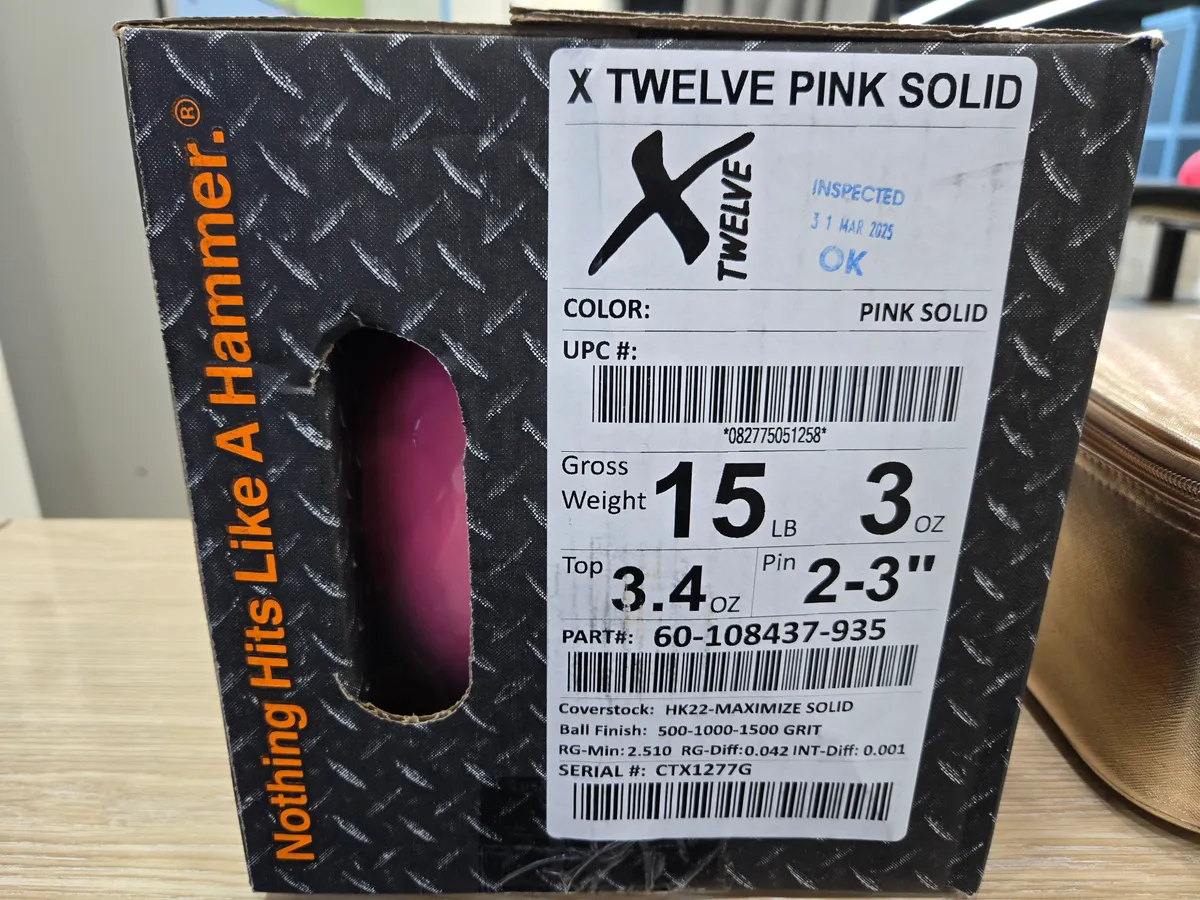 Nothing Hits Like A Hammer.®
X TWELVE PINK SOLID
X TWELVE
INSPECTED
31 MAR 2025
OK
COLOR: PINK SOLID
UPC #:
*082775051258*
Gross Weight 15 LB 3 OZ
Top 3.4 OZ Pin 2-3"
PART#: 60-108437-935
Coverstock: HK22-MAXIMIZE SOLID
Ball Finish: 500-1000-1500 GRIT
RG-Min: 2.510 RG-Diff: 0.042 INT-Diff: 0.001
SERIAL #: CTX1277G